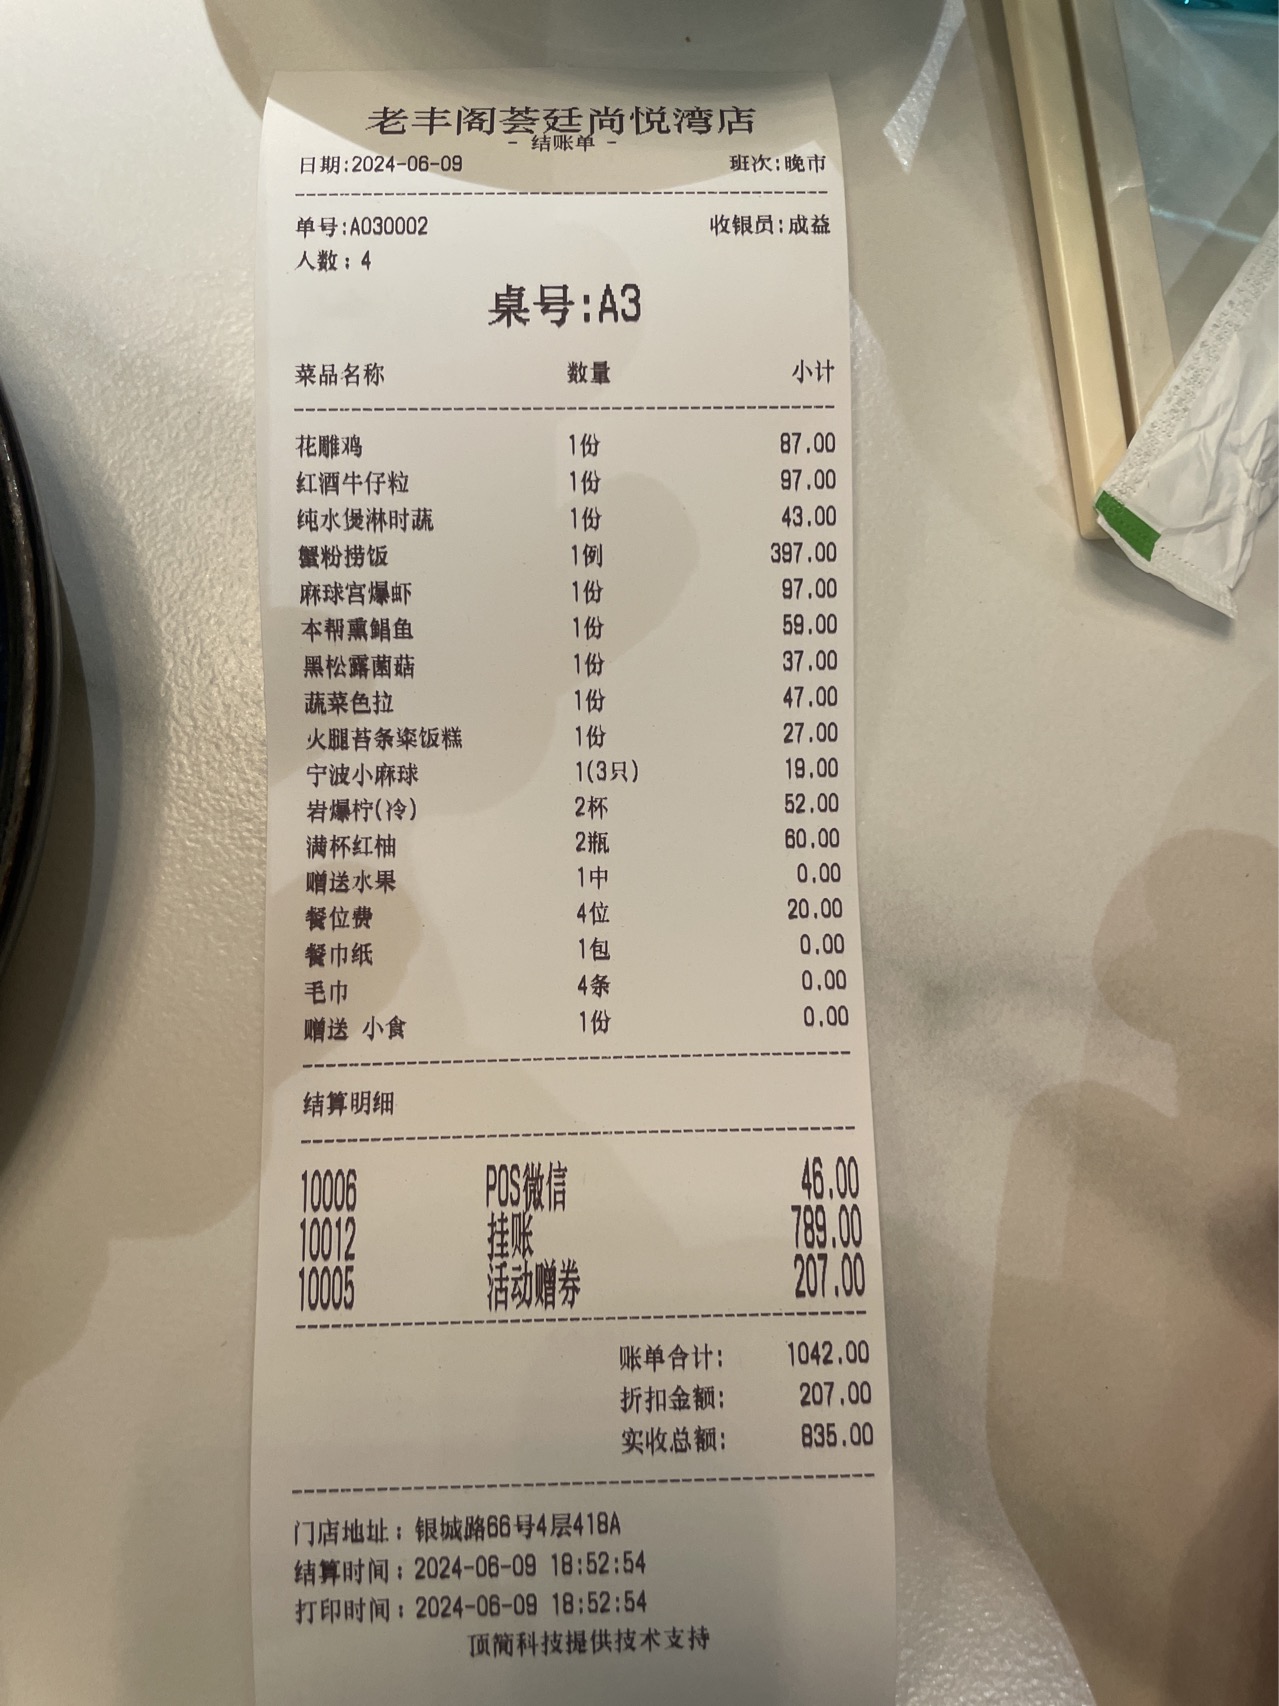 老丰阁荟廷尚悦湾店
- 结账单 -
日期:2024-06-09 班次:晚市
单号:A030002 收银员:成益
人数：4
桌号:A3
菜品名称 数量 小计
花雕鸡 1份 87.00
红酒牛仔粒 1份 97.00
纯水煲淋时蔬 1份 43.00
蟹粉捞饭 1例 397.00
麻球宫爆虾 1份 97.00
本帮熏鲳鱼 1份 59.00
黑松露菌菇 1份 37.00
蔬菜色拉 1份 47.00
火腿苔条粢饭糕 1份 27.00
宁波小麻球 1(3只) 19.00
岩爆柠(冷) 2杯 52.00
满杯红柚 2瓶 60.00
赠送水果 1中 0.00
餐位费 4位 20.00
餐巾纸 1包 0.00
毛巾 4条 0.00
赠送 小食 1份 0.00
结算明细
10006 POS微信 46.00
10012 挂账 789.00
10005 活动赠券 207.00
账单合计: 1042.00
折扣金额: 207.00
实收总额: 835.00
门店地址：银城路66号4层418A
结算时间：2024-06-09 18:52:54
打印时间：2024-06-09 18:52:54
顶简科技提供技术支持